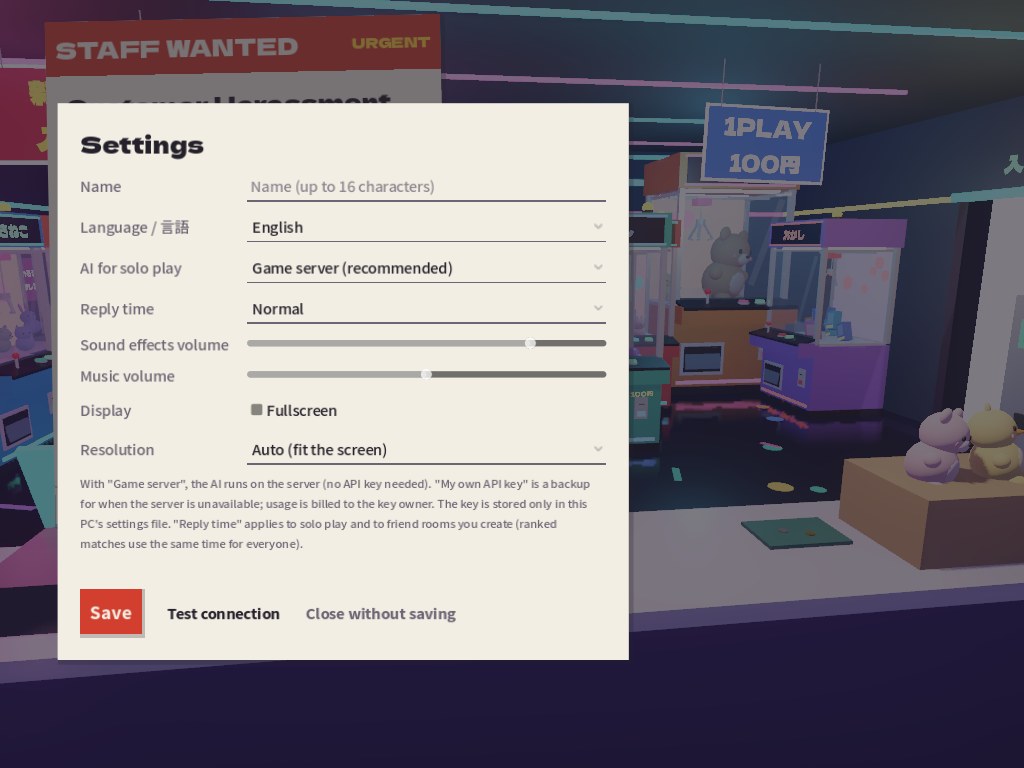 STAFF WANTED
URGENT
Customer Harassment
1PLAY
100円
Settings
Name
Name (up to 16 characters)
Language / 言語
English
AI for solo play
Game server (recommended)
Reply time
Normal
Sound effects volume
Music volume
Display
Fullscreen
Resolution
Auto (fit the screen)
With "Game server", the AI runs on the server (no API key needed). "My own API key" is a backup
for when the server is unavailable; usage is billed to the key owner. The key is stored only in this
PC's settings file. "Reply time" applies to solo play and to friend rooms you create (ranked
matches use the same time for everyone).
Save
Test connection
Close without saving